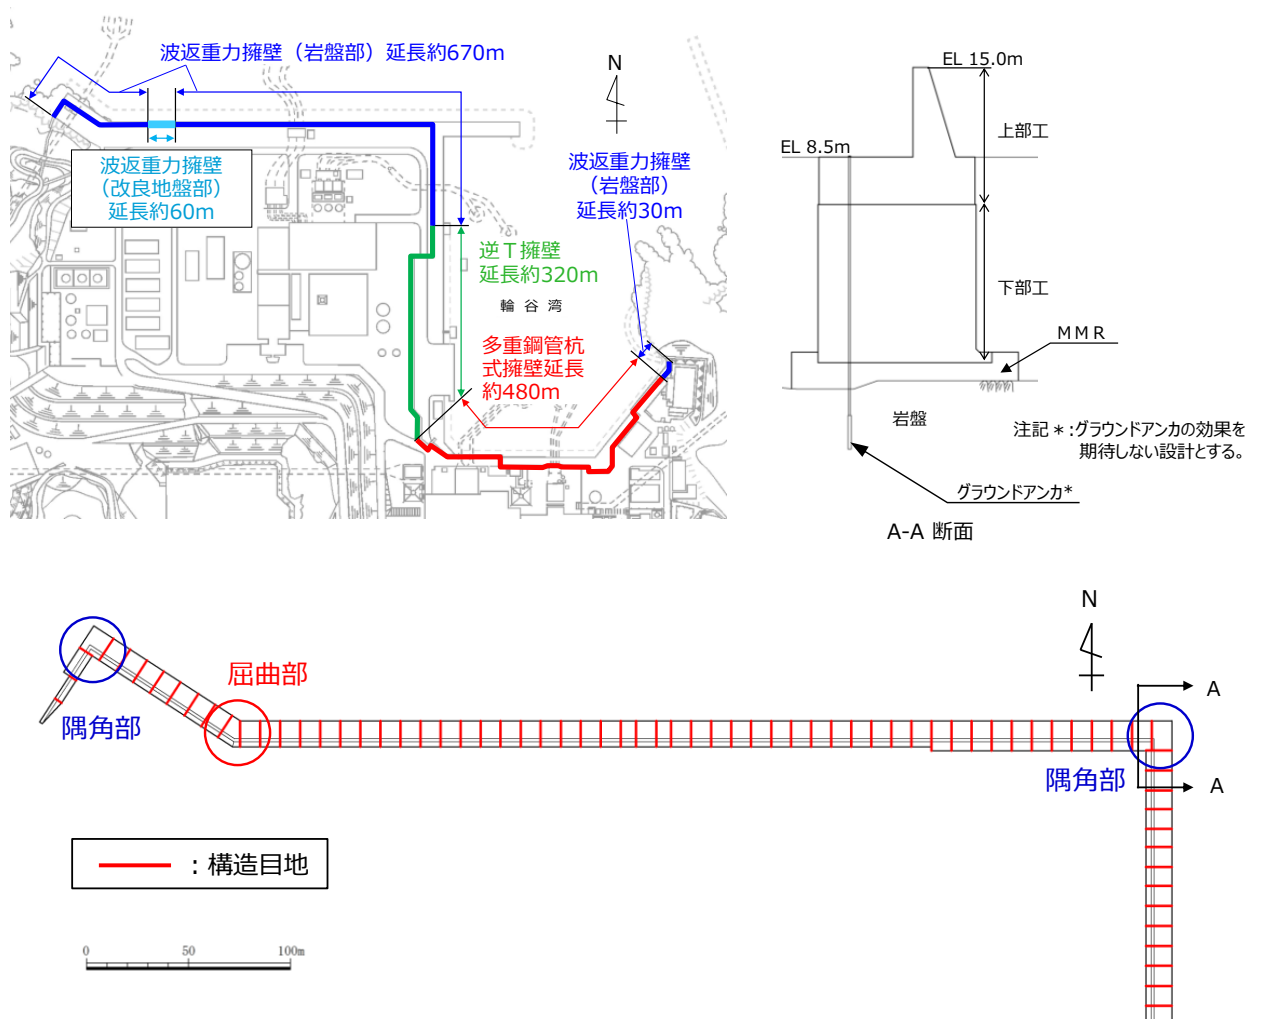 波返重力擁壁（岩盤部）延長約670m
N
波返重力擁壁
（改良地盤部）
延長約60m
波返重力擁壁
（岩盤部）
延長約30m
逆Ｔ擁壁
延長約320m
輪 谷 湾
多重鋼管杭
式擁壁延長
約480m
EL 15.0m
上部工
EL 8.5m
下部工
ＭＭＲ
岩盤
注記＊:グラウンドアンカの効果を
期待しない設計とする。
グラウンドアンカ*
A-A 断面
N
屈曲部
隅角部
A
隅角部
A
：構造目地
0 50 100m